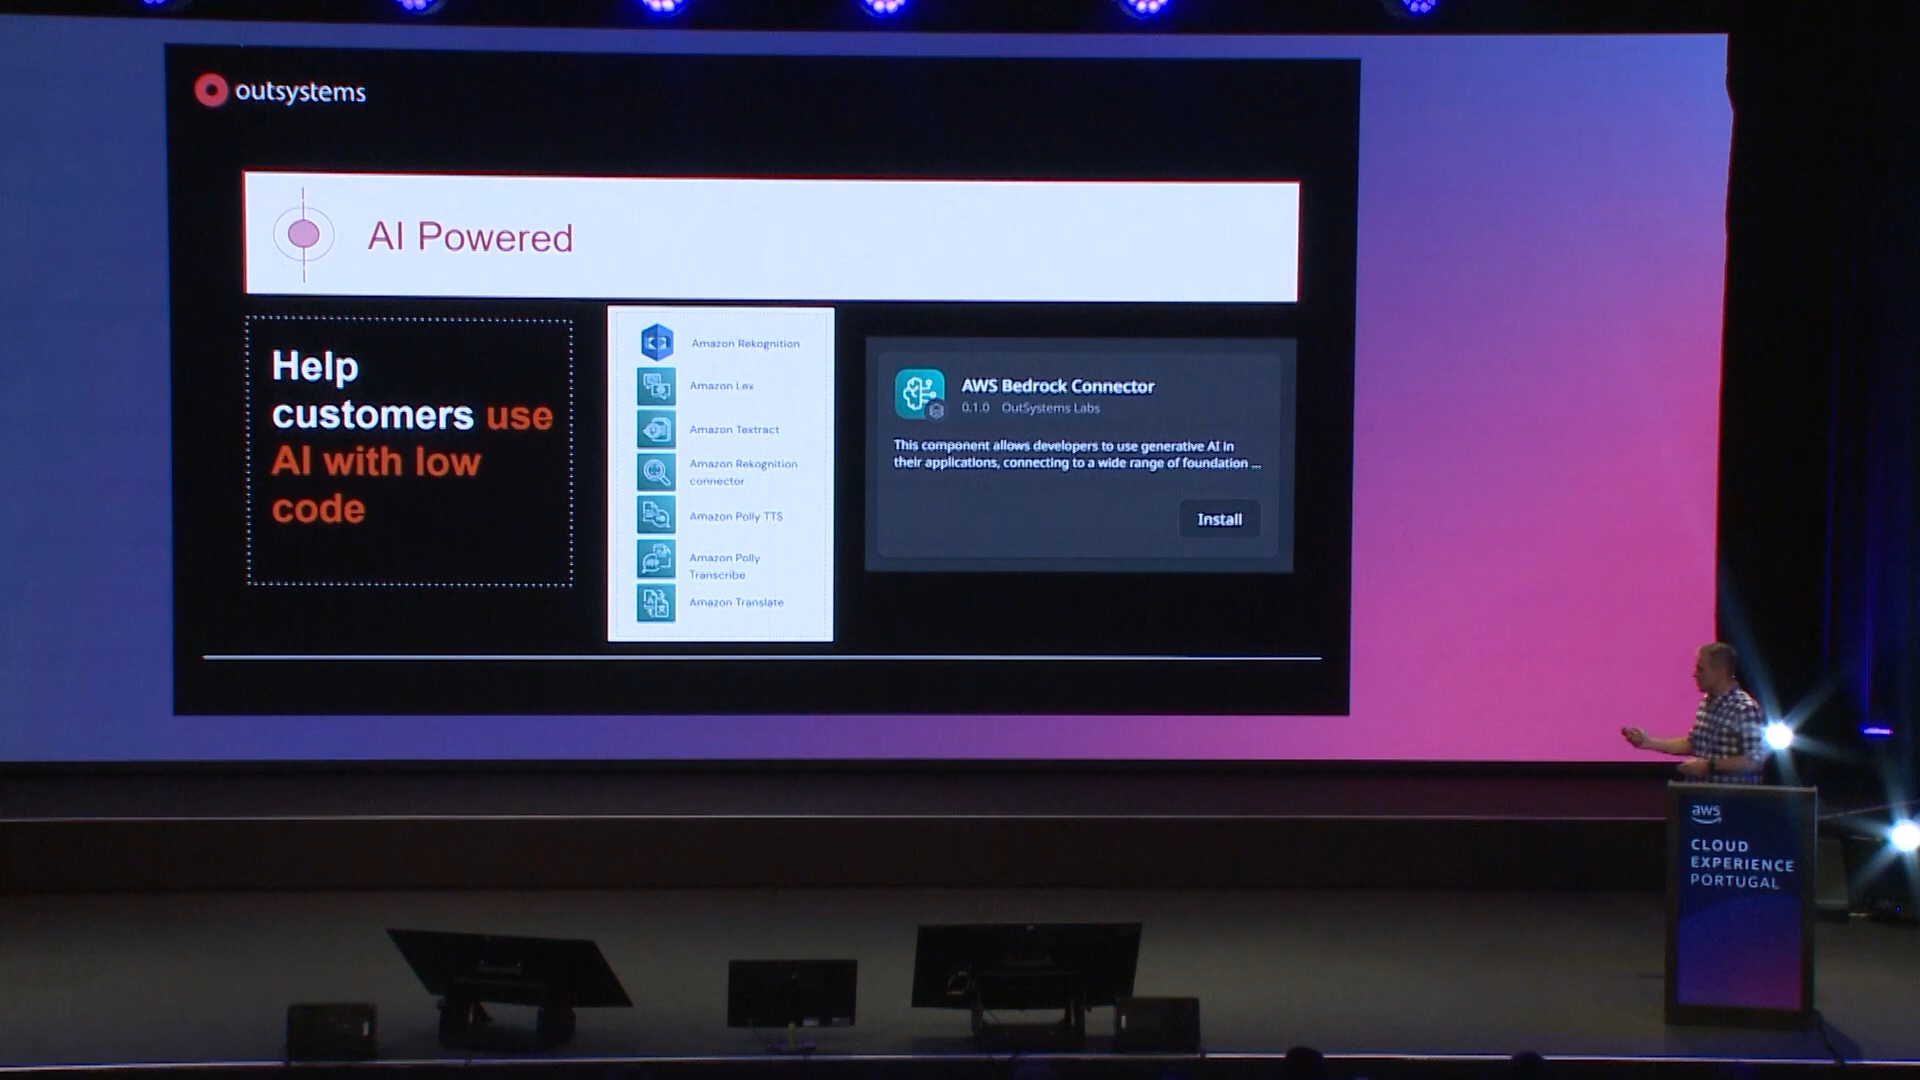 outsystems
AI Powered
Help
customers use
AI with low
code
Amazon Rekognition
Amazon Lex
Amazon Textract
Amazon Rekognition
connector
Amazon Polly TTS
Amazon Polly
Transcribe
Amazon Translate
AWS Bedrock Connector
0.1.0 OutSystems Labs
This component allows developers to use generative AI in
their applications, connecting to a wide range of foundation ...
Install
aws
CLOUD
EXPERIENCE
PORTUGAL